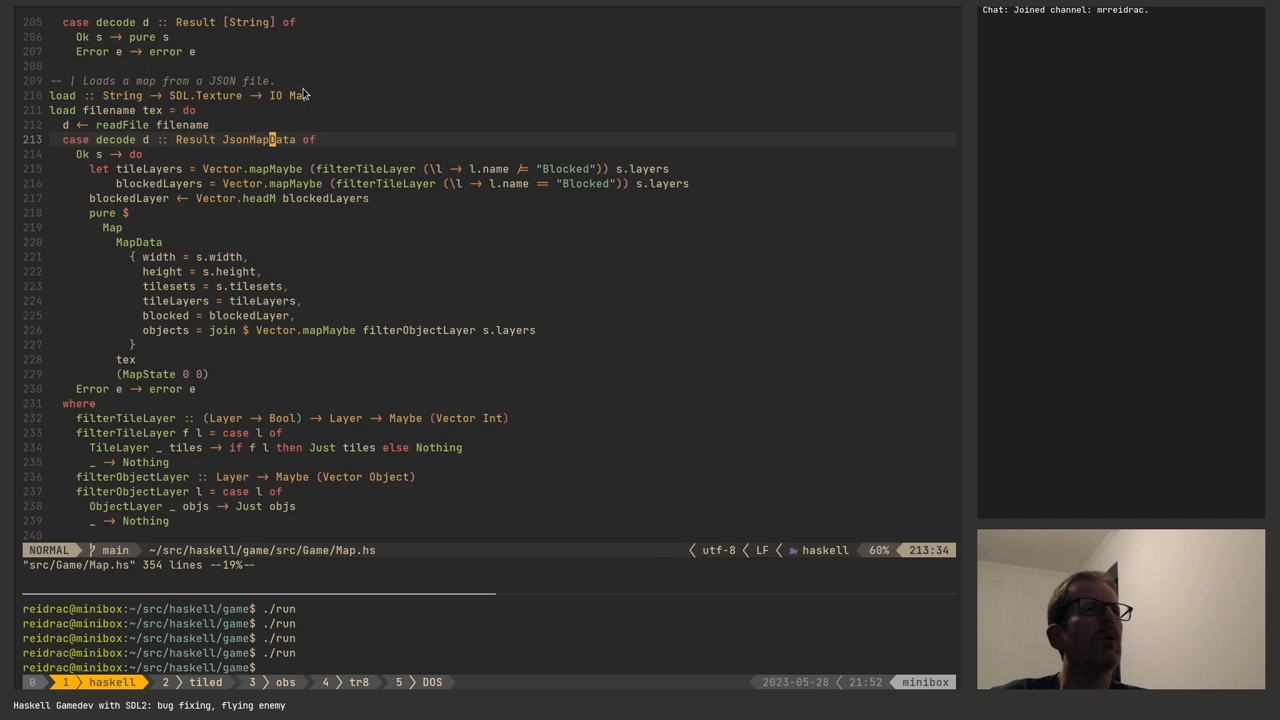 205 case decode d :: Result [String] of
206 Ok s → pure s
207 Error e → error e
208
209 -- | Loads a map from a JSON file.
210 load :: String → SDL.Texture → IO Map
211 load filename tex = do
212 d ← readFile filename
213 case decode d :: Result JsonMapData of
214 Ok s → do
215 let tileLayers = Vector.mapMaybe (filterTileLayer (\l → l.name ≠ "Blocked")) s.layers
216 blockedLayers = Vector.mapMaybe (filterTileLayer (\l → l.name == "Blocked")) s.layers
217 blockedLayer ← Vector.headM blockedLayers
218 pure $
219 Map
220 MapData
221 { width = s.width,
222 height = s.height,
223 tilesets = s.tilesets,
224 tileLayers = tileLayers,
225 blocked = blockedLayer,
226 objects = join $ Vector.mapMaybe filterObjectLayer s.layers
227 }
228 tex
229 (MapState 0 0)
230 Error e → error e
231 where
232 filterTileLayer :: (Layer → Bool) → Layer → Maybe (Vector Int)
233 filterTileLayer f l = case l of
234 TileLayer _ tiles → if f l then Just tiles else Nothing
235 _ → Nothing
236 filterObjectLayer :: Layer → Maybe (Vector Object)
237 filterObjectLayer l = case l of
238 ObjectLayer _ objs → Just objs
239 _ → Nothing
240
NORMAL main ~/src/haskell/game/src/Game/Map.hs utf-8 LF haskell 60% 213:34
"src/Game/Map.hs" 354 lines --19%--
reidrac@minibox:~/src/haskell/game$ ./run
reidrac@minibox:~/src/haskell/game$ ./run
reidrac@minibox:~/src/haskell/game$ ./run
reidrac@minibox:~/src/haskell/game$ ./run
reidrac@minibox:~/src/haskell/game$
0 1 haskell 2 tiled 3 obs 4 tr8 5 DOS 2023-05-28 21:52 minibox
Haskell Gamedev with SDL2: bug fixing, flying enemy
Chat: Joined channel: mrreidrac.